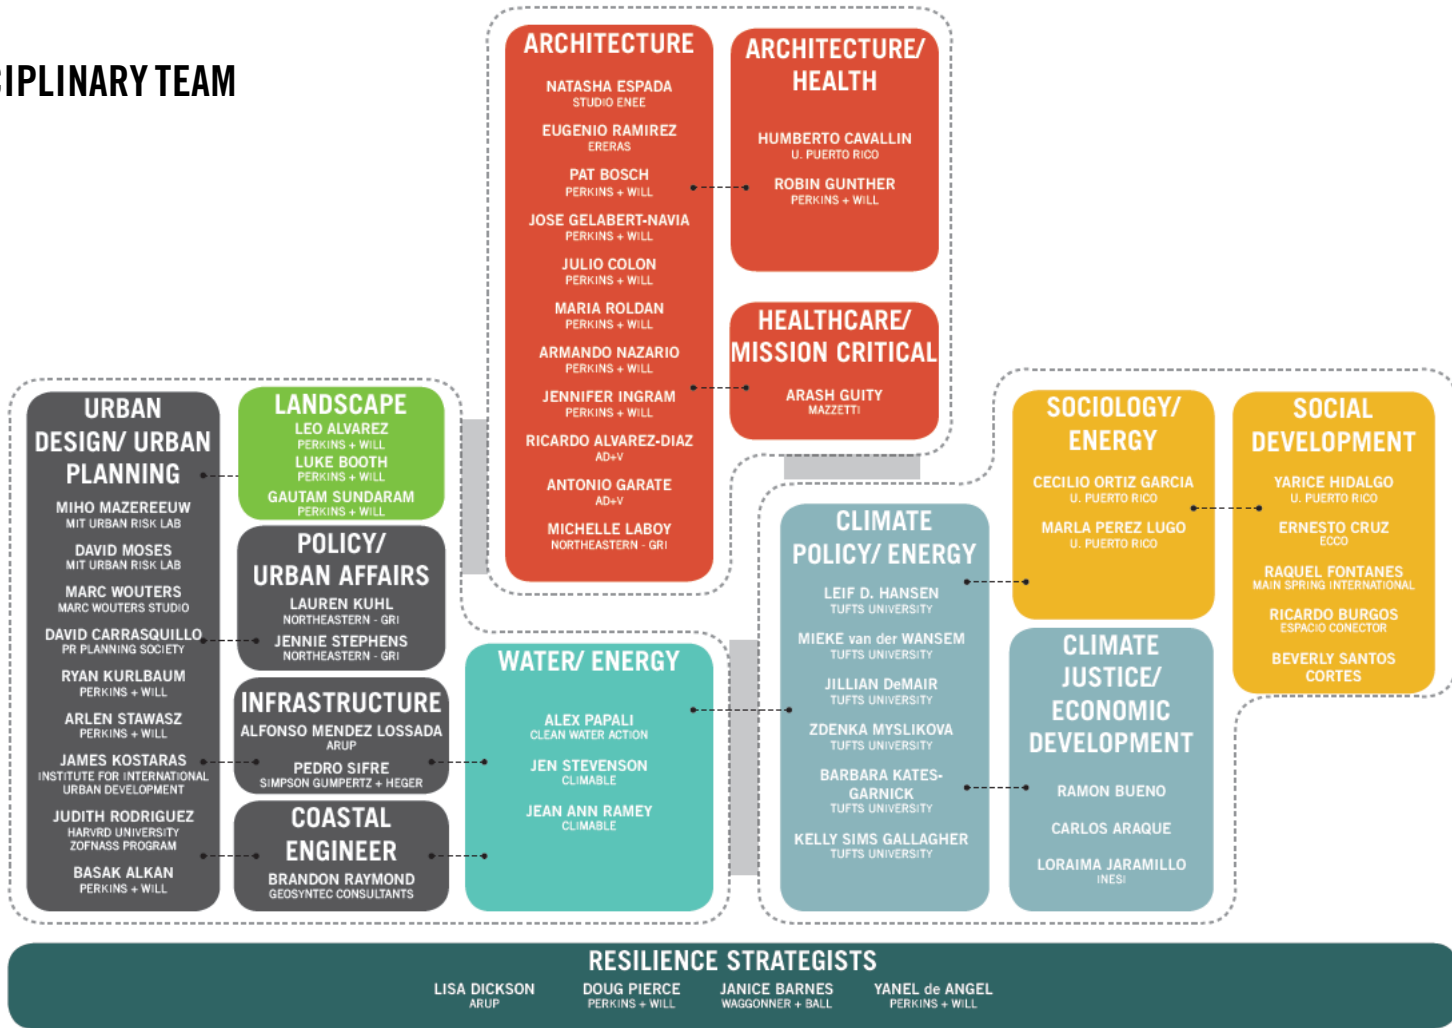 CIPLINARY TEAM
ARCHITECTURE
NATASHA ESPADA
STUDIO ENEE
EUGENIO RAMIREZ
ERERAS
PAT BOSCH
PERKINS + WILL
JOSE GELABERT-NAVIA
PERKINS + WILL
JULIO COLON
PERKINS + WILL
MARIA ROLDAN
PERKINS + WILL
ARMANDO NAZARIO
PERKINS + WILL
JENNIFER INGRAM
PERKINS + WILL
RICARDO ALVAREZ-DIAZ
AD+V
ANTONIO GARATE
AD+V
MICHELLE LABOY
NORTHEASTERN - GRI
ARCHITECTURE/
HEALTH
HUMBERTO CAVALLIN
U. PUERTO RICO
ROBIN GUNTHER
PERKINS + WILL
HEALTHCARE/
MISSION CRITICAL
ARASH GUITY
MAZZETTI
URBAN
DESIGN/ URBAN
PLANNING
MIHO MAZEREEUW
MIT URBAN RISK LAB
DAVID MOSES
MIT URBAN RISK LAB
MARC WOUTERS
MARC WOUTERS STUDIO
DAVID CARRASQUILLO
PR PLANNING SOCIETY
RYAN KURLBAUM
PERKINS + WILL
ARLEN STAWASZ
PERKINS + WILL
JAMES KOSTARAS
INSTITUTE FOR INTERNATIONAL
URBAN DEVELOPMENT
JUDITH RODRIGUEZ
HARVRD UNIVERSITY
ZOFNASS PROGRAM
BASAK ALKAN
PERKINS + WILL
LANDSCAPE
LEO ALVAREZ
PERKINS + WILL
LUKE BOOTH
PERKINS + WILL
GAUTAM SUNDARAM
PERKINS + WILL
POLICY/
URBAN AFFAIRS
LAUREN KUHL
NORTHEASTERN - GRI
JENNIE STEPHENS
NORTHEASTERN - GRI
INFRASTRUCTURE
ALFONSO MENDEZ LOSSADA
ARUP
PEDRO SIFRE
SIMPSON GUMPERTZ + HEGER
COASTAL
ENGINEER
BRANDON RAYMOND
GEOSYNTEC CONSULTANTS
WATER/ ENERGY
ALEX PAPALI
CLEAN WATER ACTION
JEN STEVENSON
CLIMABLE
JEAN ANN RAMEY
CLIMABLE
CLIMATE
POLICY/ ENERGY
LEIF D. HANSEN
TUFTS UNIVERSITY
MIEKE van der WANSEM
TUFTS UNIVERSITY
JILLIAN DeMAIR
TUFTS UNIVERSITY
ZDENKA MYSLIKOVA
TUFTS UNIVERSITY
BARBARA KATES-
GARNICK
TUFTS UNIVERSITY
KELLY SIMS GALLAGHER
TUFTS UNIVERSITY
SOCIOLOGY/
ENERGY
CECILIO ORTIZ GARCIA
U. PUERTO RICO
MARLA PEREZ LUGO
U. PUERTO RICO
SOCIAL
DEVELOPMENT
YARICE HIDALGO
U. PUERTO RICO
ERNESTO CRUZ
ECCO
RAQUEL FONTANES
MAIN SPRING INTERNATIONAL
RICARDO BURGOS
ESPACIO CONECTOR
BEVERLY SANTOS
CORTES
CLIMATE
JUSTICE/
ECONOMIC
DEVELOPMENT
RAMON BUENO
CARLOS ARAQUE
LORAIMA JARAMILLO
INESI
RESILIENCE STRATEGISTS
LISA DICKSON
ARUP
DOUG PIERCE
PERKINS + WILL
JANICE BARNES
WAGGONNER + BALL
YANEL de ANGEL
PERKINS + WILL